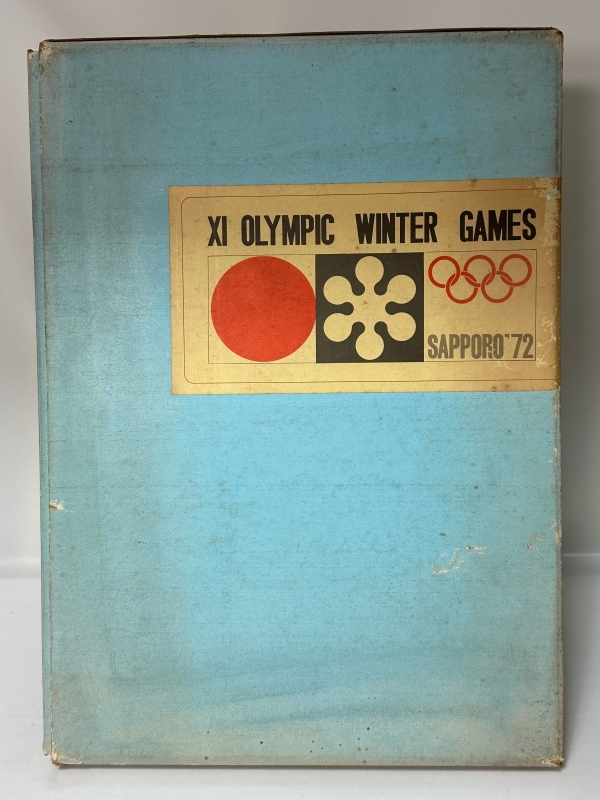 XI OLYMPIC WINTER GAMES
SAPPORO'72